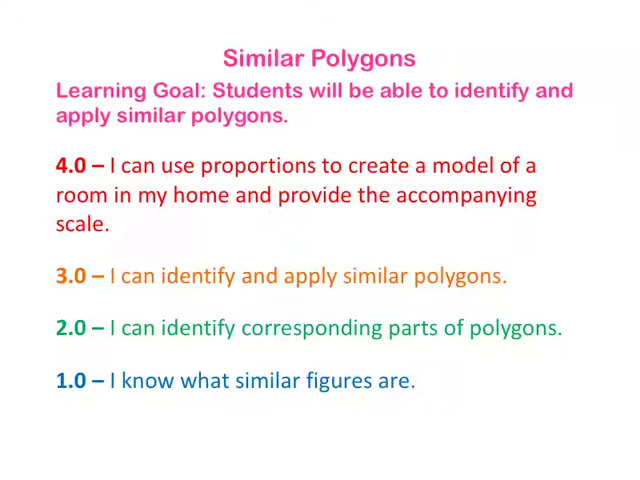 Similar Polygons
Learning Goal: Students will be able to identify and
apply similar polygons.
4.0 – I can use proportions to create a model of a
room in my home and provide the accompanying
scale.
3.0 – I can identify and apply similar polygons.
2.0 – I can identify corresponding parts of polygons.
1.0 – I know what similar figures are.